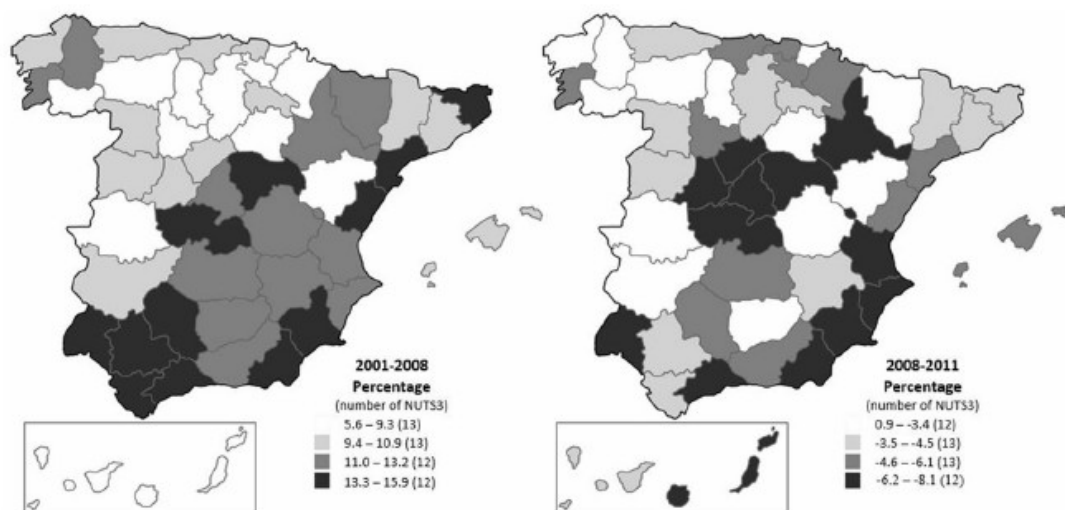 2001-2008
Percentage
(number of NUTS3)
5.6 – 9.3 (13)
9.4 – 10.9 (13)
11.0 – 13.2 (12)
13.3 – 15.9 (12)
2008-2011
Percentage
(number of NUTS3)
0.9 – -3.4 (12)
-3.5 – -4.5 (13)
-4.6 – -6.1 (13)
-6.2 – -8.1 (12)